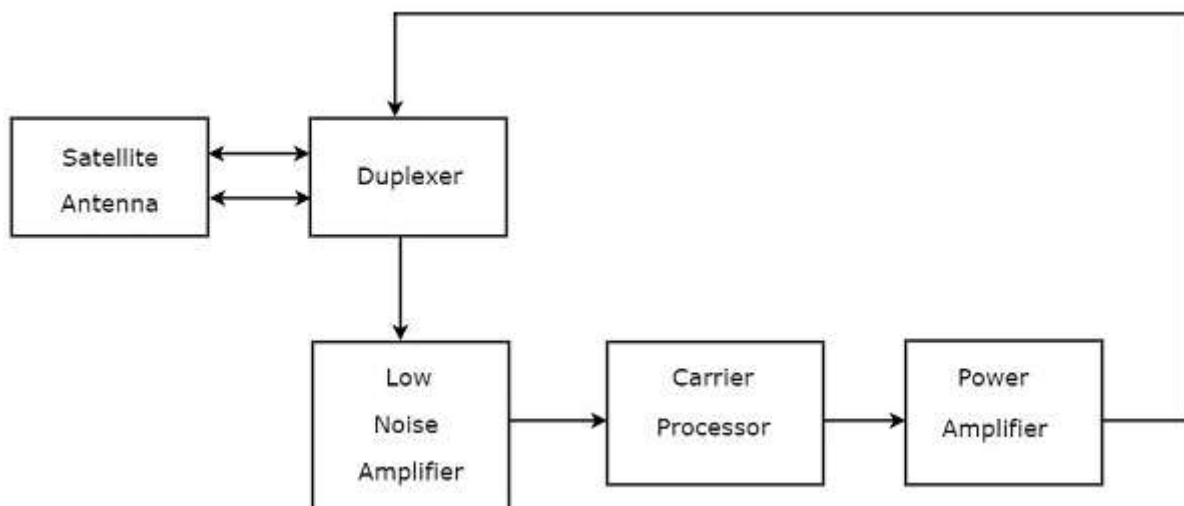 Satellite
Antenna
Duplexer
Low
Noise
Amplifier
Carrier
Processor
Power
Amplifier